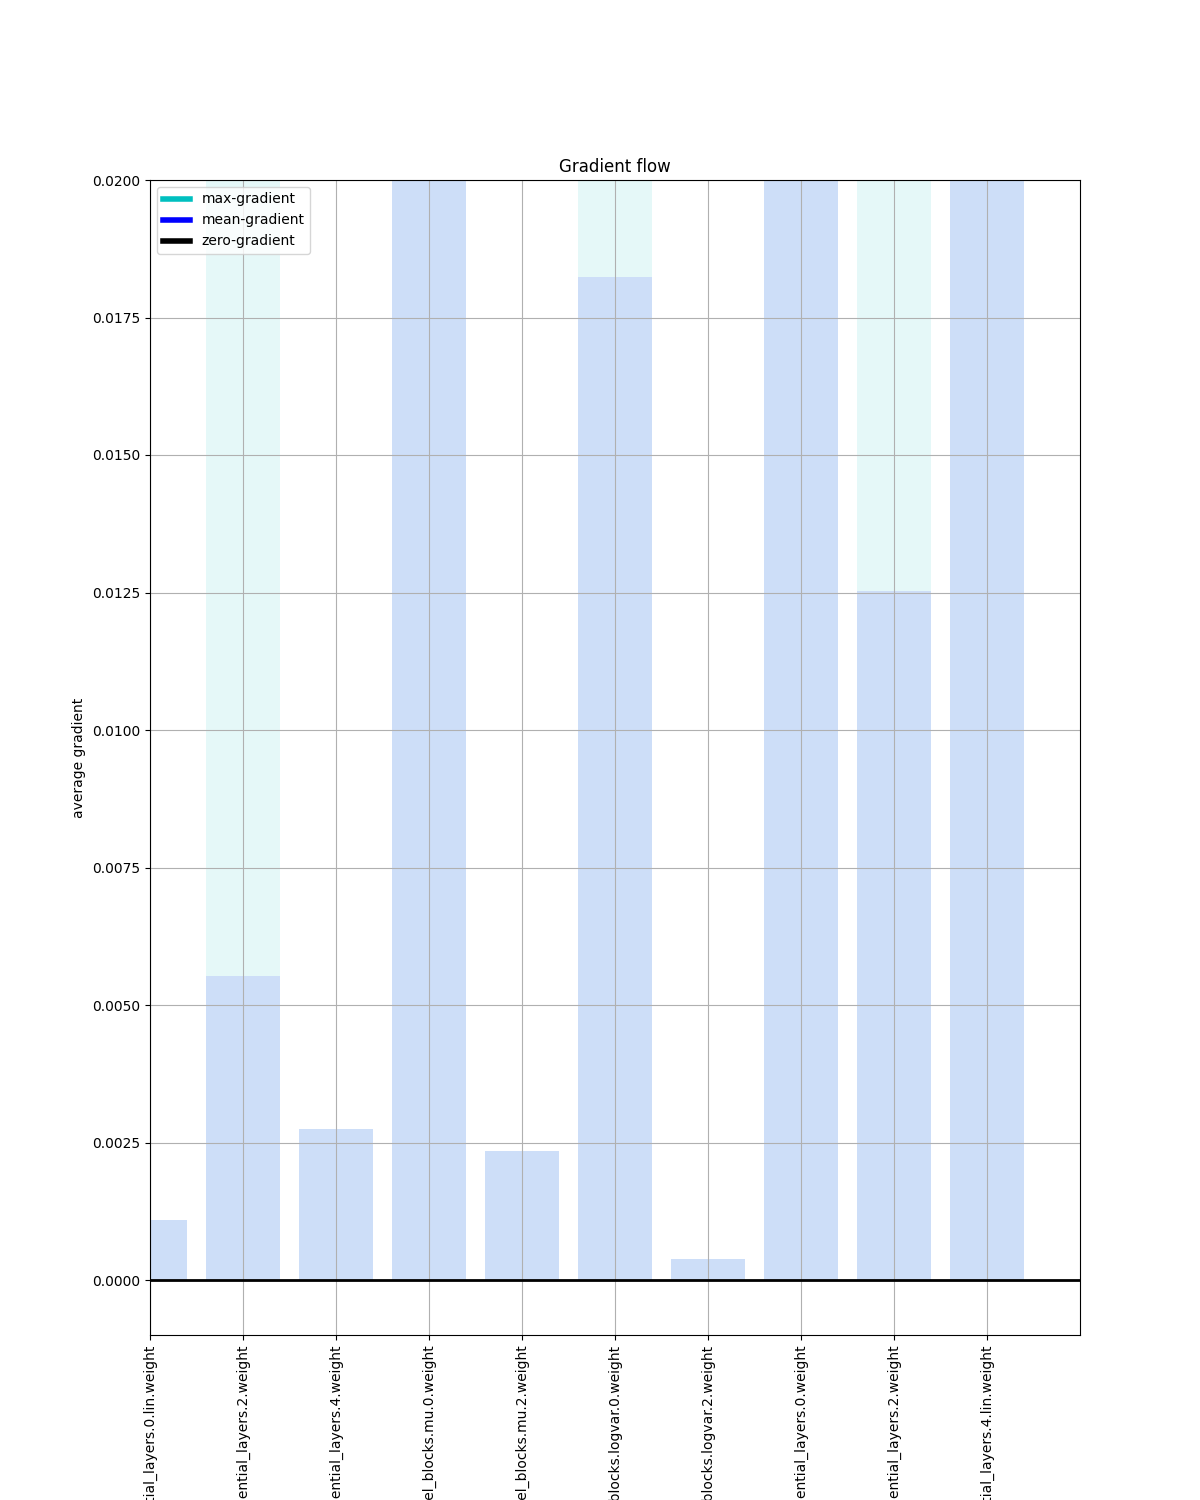 Gradient flow
max-gradient
mean-gradient
zero-gradient
0.0200
0.0175
0.0150
0.0125
0.0100
0.0075
0.0050
0.0025
0.0000
average gradient
tial_layers.0.lin.weight
ential_layers.2.weight
ential_layers.4.weight
el_blocks.mu.0.weight
el_blocks.mu.2.weight
blocks.logvar.0.weight
blocks.logvar.2.weight
ential_layers.0.weight
ential_layers.2.weight
tial_layers.4.lin.weight